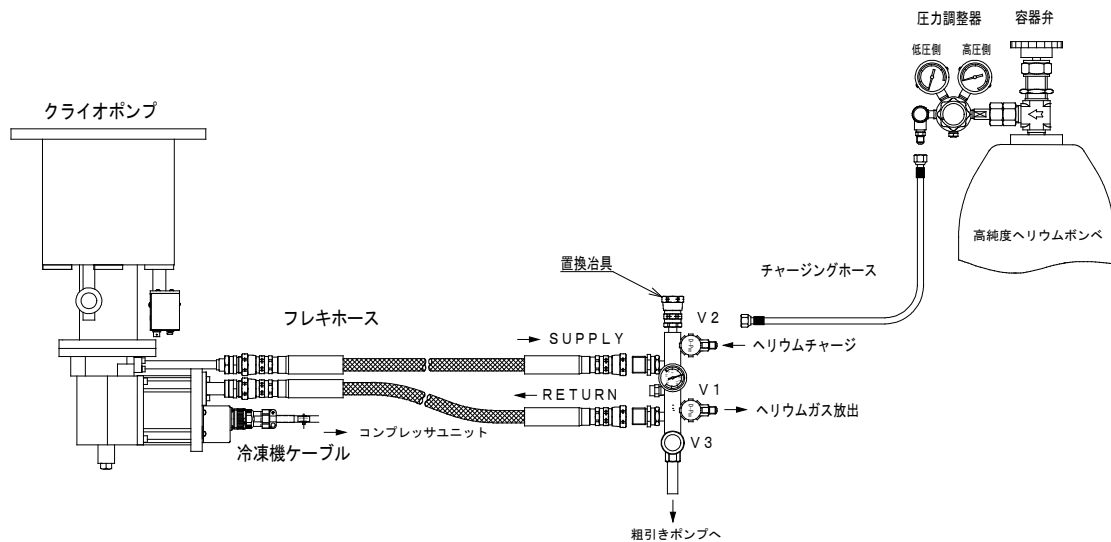 圧力調整器
容器弁
低圧側
高圧側
クライオポンプ
高純度ヘリウムボンベ
置換冶具
チャージングホース
フレキホース
V2
SUPPLY
ヘリウムチャージ
RETURN
V1
ヘリウムガス放出
コンプレッサユニット
冷凍機ケーブル
V3
粗引きポンプへ